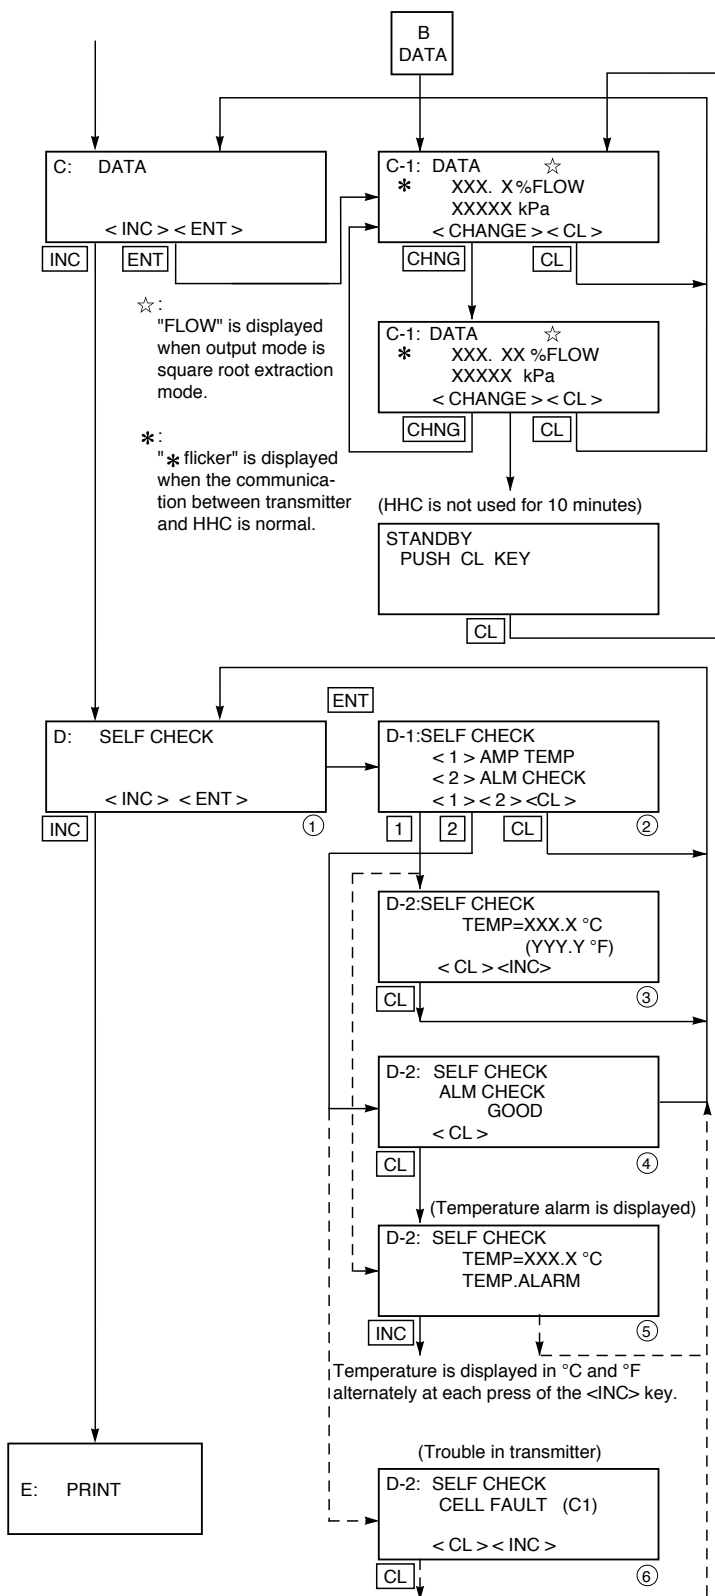 B
DATA
C: DATA
< INC > < ENT >
INC
ENT
C-1: DATA ☆
* XXX. X%FLOW
XXXXX kPa
< CHANGE > < CL >
CHNG
CL
☆:
"FLOW" is displayed
when output mode is
square root extraction
mode.
C-1: DATA ☆
* XXX. XX %FLOW
XXXXX kPa
< CHANGE > < CL >
CHNG
CL
*:
"* flicker" is displayed
when the communica-
tion between transmitter
and HHC is normal.
(HHC is not used for 10 minutes)
STANDBY
PUSH CL KEY
CL
D: SELF CHECK
< INC > < ENT >
①
INC
ENT
D-1:SELF CHECK
< 1 > AMP TEMP
< 2 > ALM CHECK
< 1 > < 2 > <CL >
②
1
2
CL
D-2:SELF CHECK
TEMP=XXX.X °C
(YYY.Y °F)
< CL > <INC>
③
CL
D-2: SELF CHECK
ALM CHECK
GOOD
< CL >
④
CL
(Temperature alarm is displayed)
D-2: SELF CHECK
TEMP=XXX.X °C
TEMP.ALARM
⑤
INC
Temperature is displayed in °C and °F
alternately at each press of the <INC> key.
E: PRINT
(Trouble in transmitter)
D-2: SELF CHECK
CELL FAULT (C1)
< CL > < INC >
⑥
CL